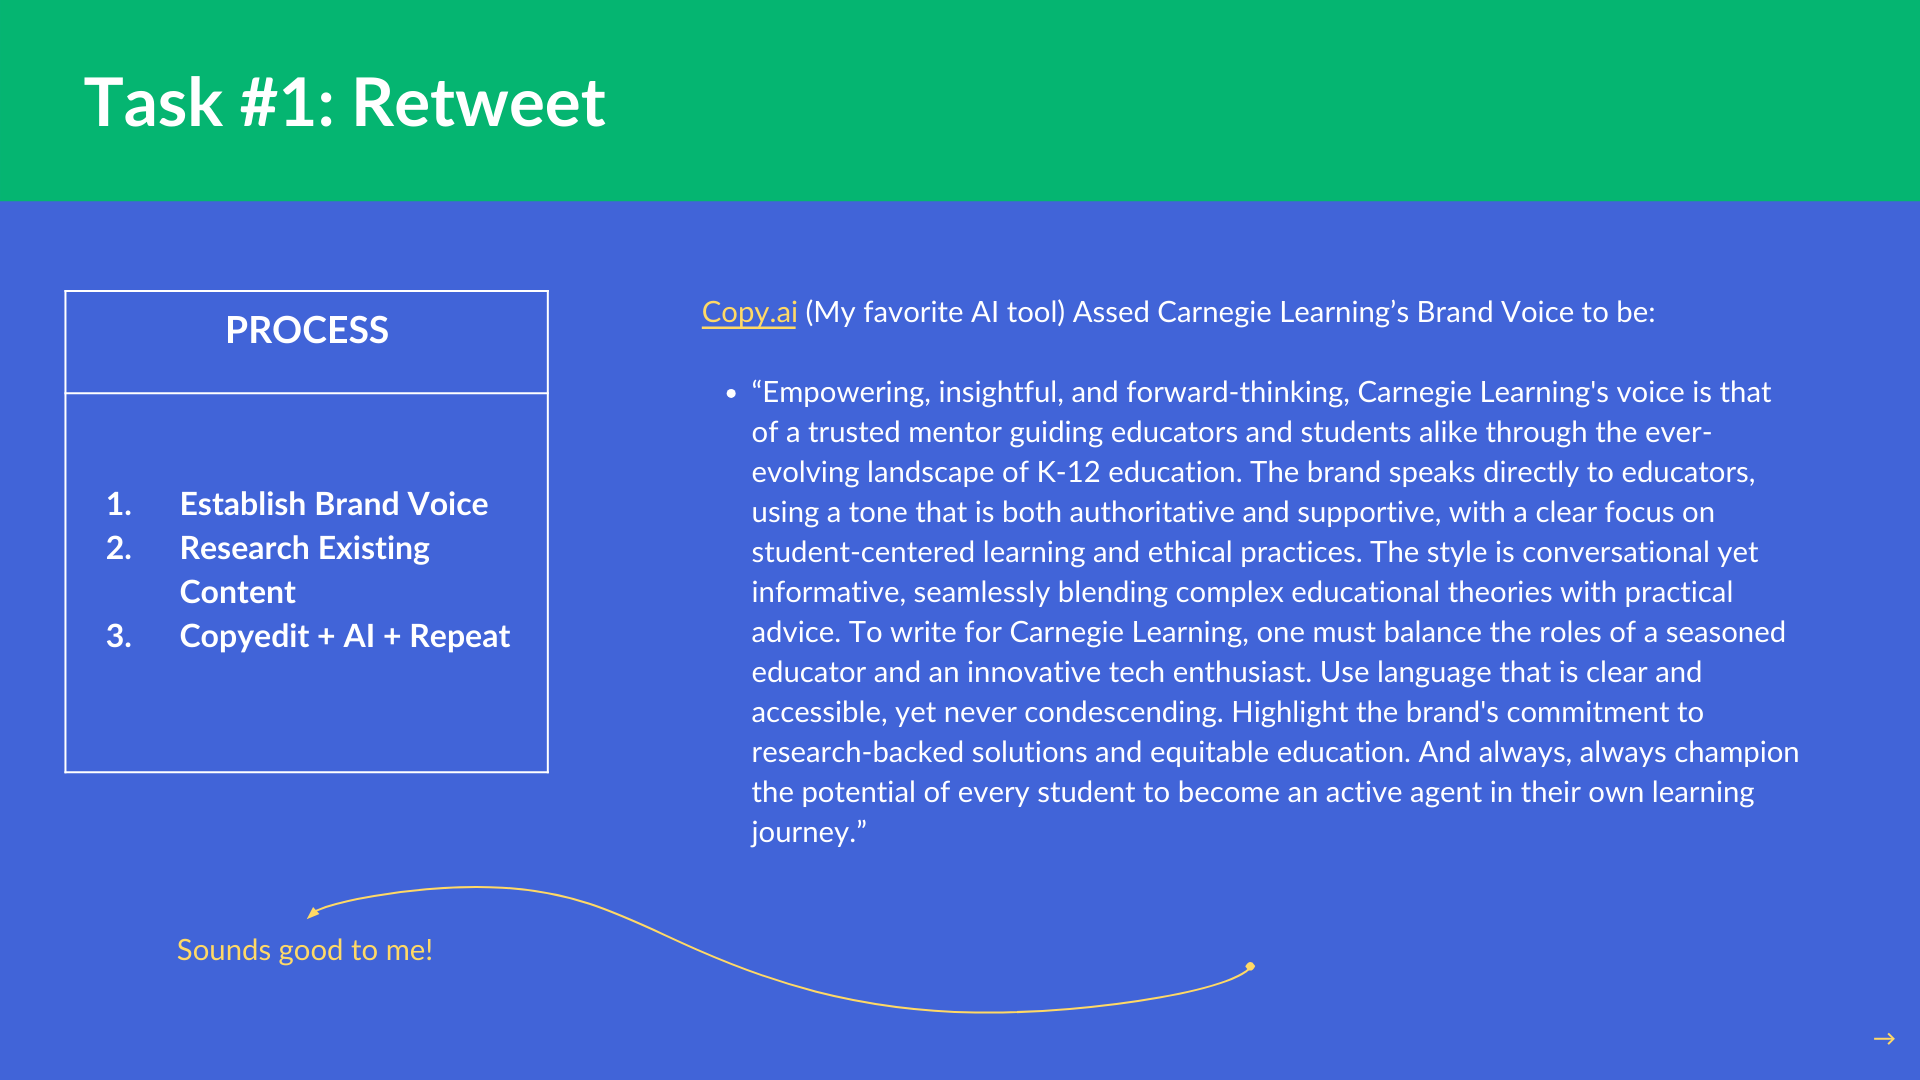 Task #1: Retweet
PROCESS
1. Establish Brand Voice
2. Research Existing
Content
3. Copyedit + AI + Repeat
Copy.ai (My favorite AI tool) Assed Carnegie Learning’s Brand Voice to be:
• “Empowering, insightful, and forward-thinking, Carnegie Learning's voice is that
of a trusted mentor guiding educators and students alike through the ever-
evolving landscape of K-12 education. The brand speaks directly to educators,
using a tone that is both authoritative and supportive, with a clear focus on
student-centered learning and ethical practices. The style is conversational yet
informative, seamlessly blending complex educational theories with practical
advice. To write for Carnegie Learning, one must balance the roles of a seasoned
educator and an innovative tech enthusiast. Use language that is clear and
accessible, yet never condescending. Highlight the brand's commitment to
research-backed solutions and equitable education. And always, always champion
the potential of every student to become an active agent in their own learning
journey.”
Sounds good to me!
→